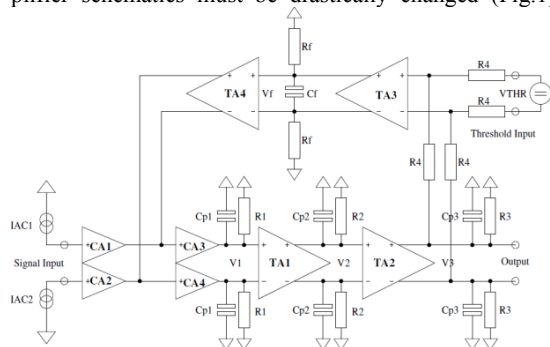 plifier schematics must be drastically changed (Fig.1)
Rf
R4
TA4
Vf
Cf
TA3
VTHR
R4
Rf
Threshold Input
R4
R4
IAC1
Cp1
R1
Cp2
R2
Cp3
R3
CA1
CA3
Signal Input
V1
TA1
V2
TA2
V3
Output
CA2
CA4
IAC2
Cp1
R1
Cp2
R2
Cp3
R3